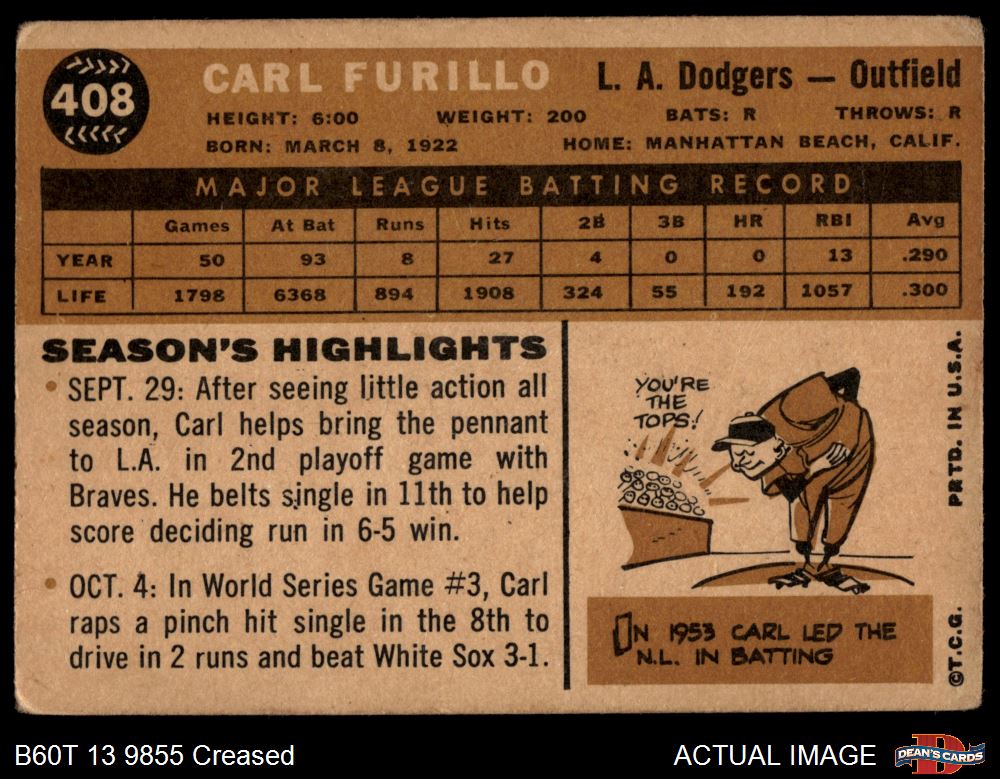 408
CARL FURILLO L. A. Dodgers — Outfield
HEIGHT: 6:00 WEIGHT: 200 BATS: R THROWS: R
BORN: MARCH 8, 1922 HOME: MANHATTAN BEACH, CALIF.
MAJOR LEAGUE BATTING RECORD
Games At Bat Runs Hits 2B 3B HR RBI Avg
YEAR 50 93 8 27 4 0 0 13 .290
LIFE 1798 6368 894 1908 324 55 192 1057 .300
SEASON'S HIGHLIGHTS
• SEPT. 29: After seeing little action all
season, Carl helps bring the pennant
to L.A. in 2nd playoff game with
Braves. He belts single in 11th to help
score deciding run in 6-5 win.
• OCT. 4: In World Series Game #3, Carl
raps a pinch hit single in the 8th to
drive in 2 runs and beat White Sox 3-1.
YOU'RE
THE
TOPS!
IN 1953 CARL LED THE
N.L. IN BATTING
PRTD. IN U.S.A.
©T.C.G.
B60T 13 9855 Creased
ACTUAL IMAGE
DEAN'S CARDS